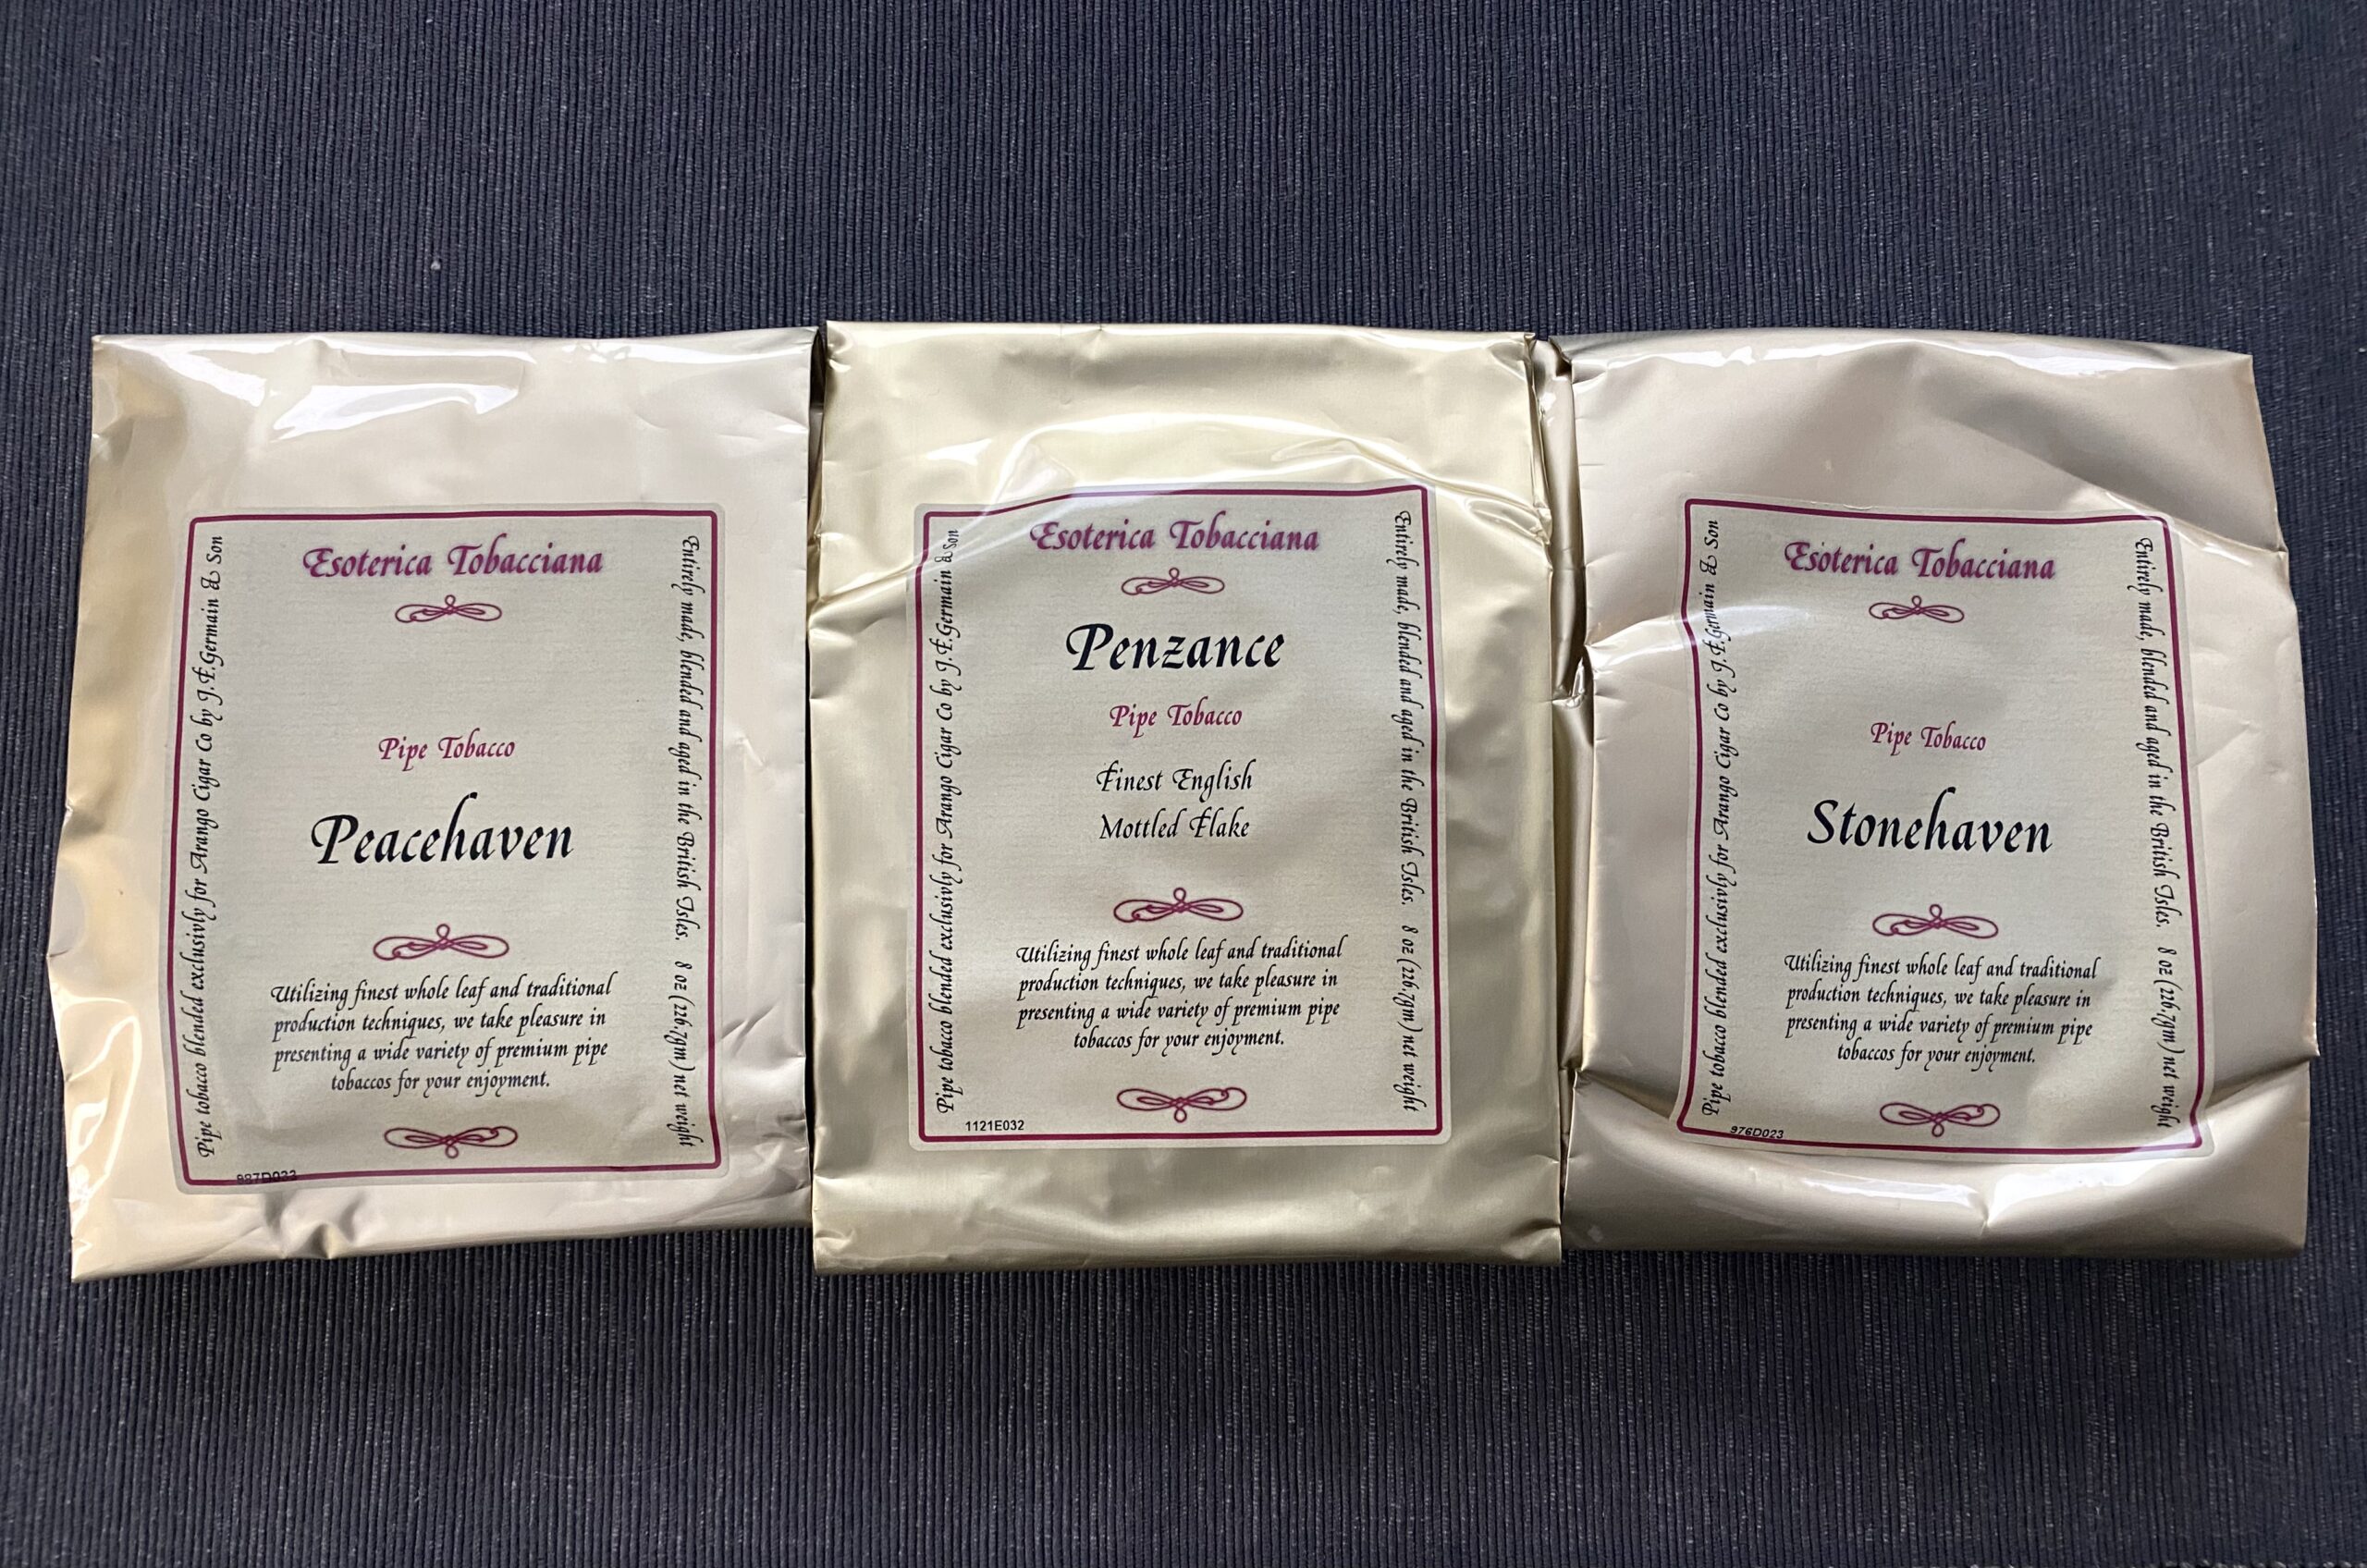 Esoterica Tobacciana
Pipe Tobacco
Peacehaven
Utilizing finest whole leaf and traditional
production techniques, we take pleasure in
presenting a wide variety of premium pipe
tobaccos for your enjoyment.
Pipe tobacco blended exclusivly for Arango Cigar Co by J.F.Germain & Son
Entirely made, blended and aged in the British Isles. 8 oz (226.7gm) net weight
Esoterica Tobacciana
Penzance
Pipe Tobacco
Finest English
Mottled Flake
Utilizing finest whole leaf and traditional
production techniques, we take pleasure in
presenting a wide variety of premium pipe
tobaccos for your enjoyment.
Pipe tobacco blended exclusivly for Arango Cigar Co by J.F.Germain & Son
Entirely made, blended and aged in the British Isles. 8 oz (226.7gm) net weight
1121E032
Esoterica Tobacciana
Pipe Tobacco
Stonehaven
Utilizing finest whole leaf and traditional
production techniques, we take pleasure in
presenting a wide variety of premium pipe
tobaccos for your enjoyment.
Pipe tobacco blended exclusivly for Arango Cigar Co by J.F.Germain & Son
Entirely made, blended and aged in the British Isles. 8 oz (226.7gm) net weight
976D023